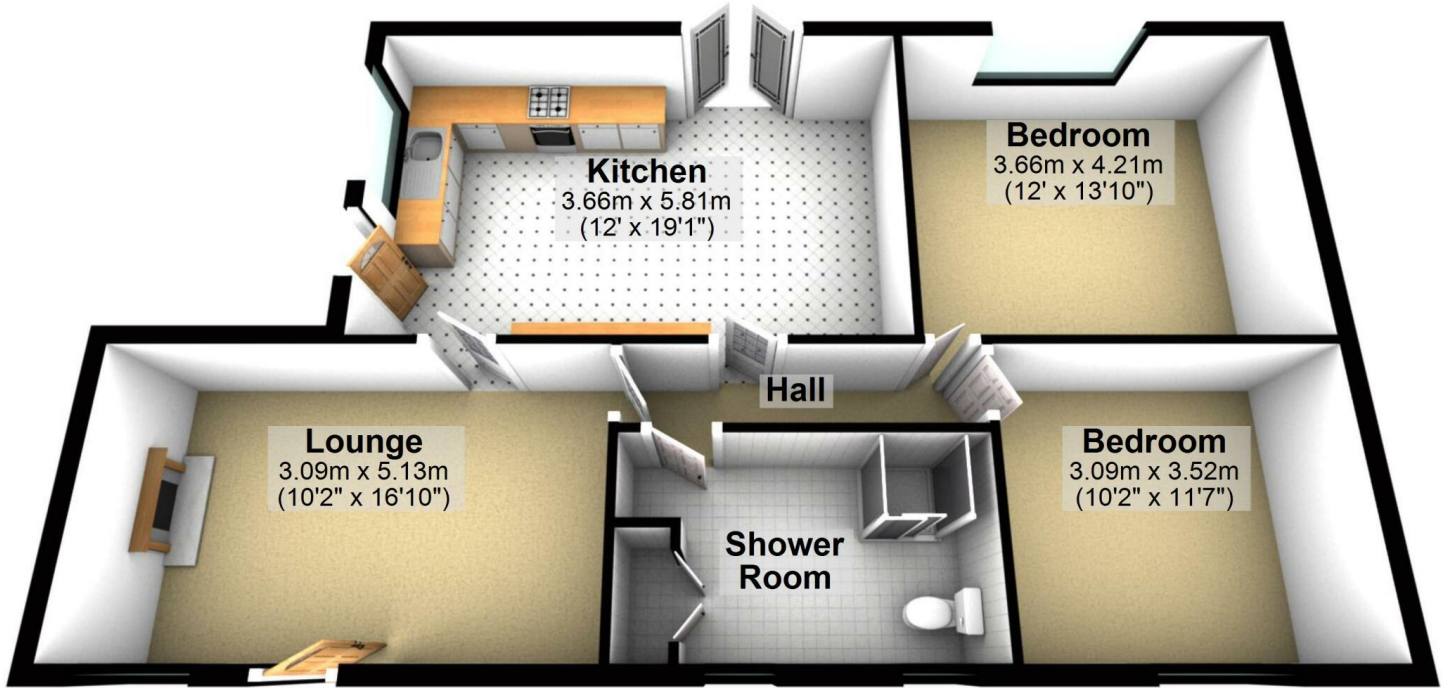 Kitchen
3.66m x 5.81m
(12' x 19'1")
Bedroom
3.66m x 4.21m
(12' x 13'10")
Hall
Lounge
3.09m x 5.13m
(10'2" x 16'10")
Shower
Room
Bedroom
3.09m x 3.52m
(10'2" x 11'7")